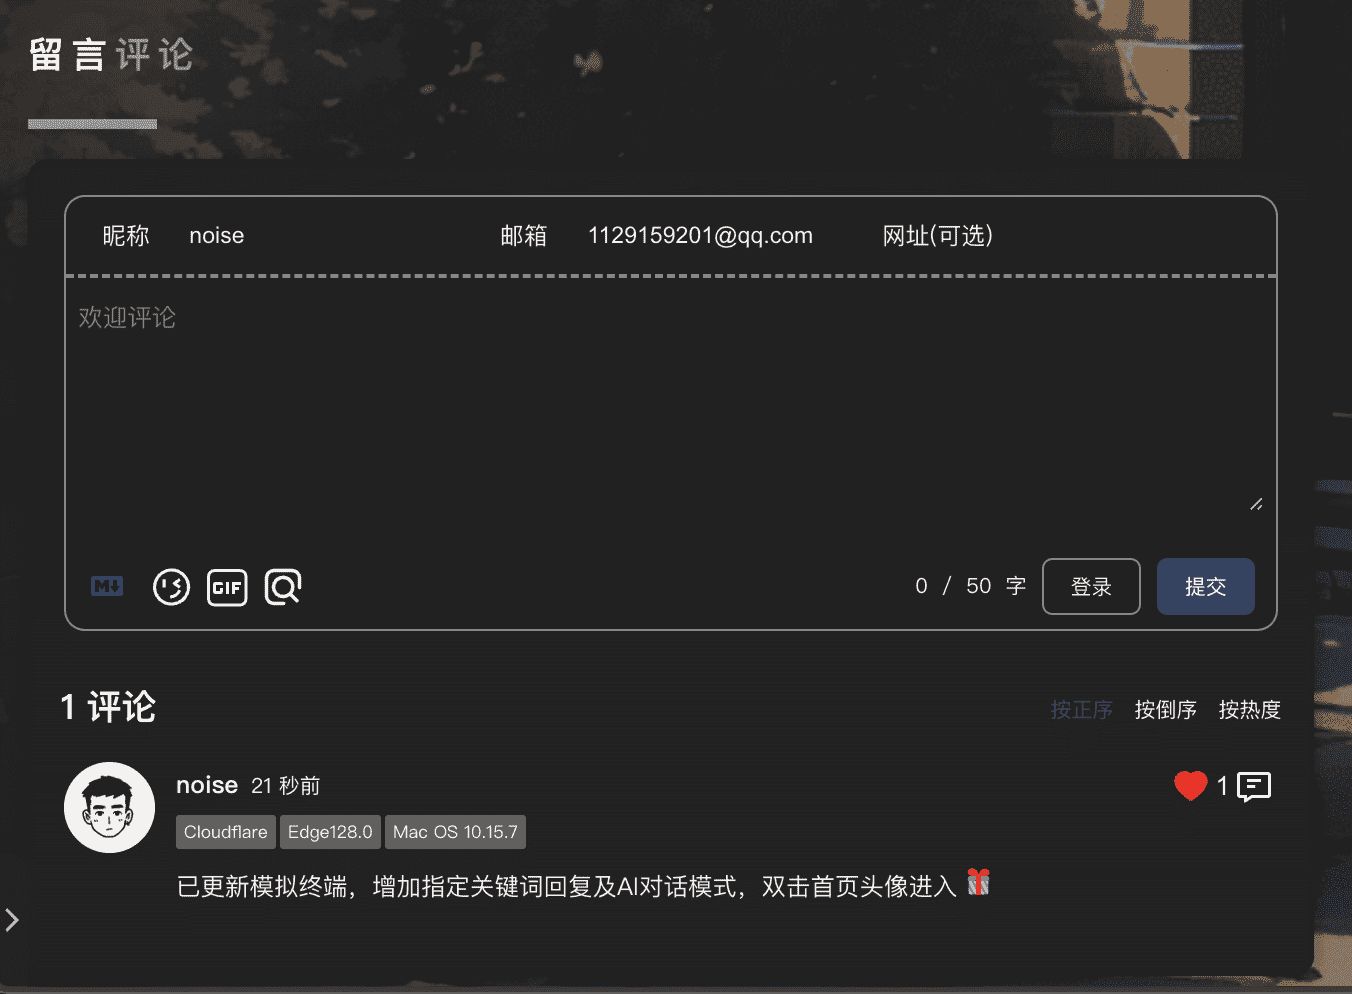 留言评论
昵称 noise 邮箱 1129159201@qq.com 网址(可选)
欢迎评论
M↓ GIF 0 / 50 字 登录 提交
1 评论 按正序 按倒序 按热度
noise 21 秒前 1
Cloudflare Edge128.0 Mac OS 10.15.7
已更新模拟终端，增加指定关键词回复及AI对话模式，双击首页头像进入